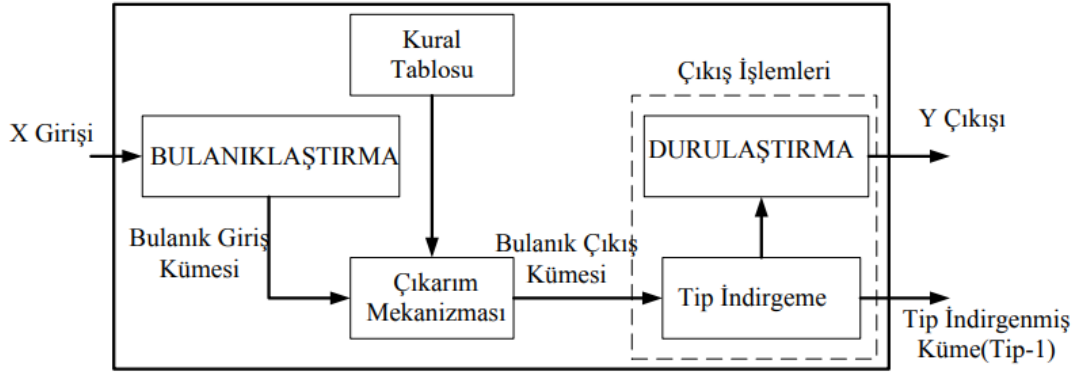 Kural
Tablosu
Çıkış İşlemleri
X Girişi
BULANIKLAŞTIRMA
DURULAŞTIRMA
Y Çıkışı
Bulanık Giriş
Kümesi
Bulanık Çıkış
Kümesi
Çıkarım
Mekanizması
Tip İndirgeme
Tip İndirgenmiş
Küme(Tip-1)